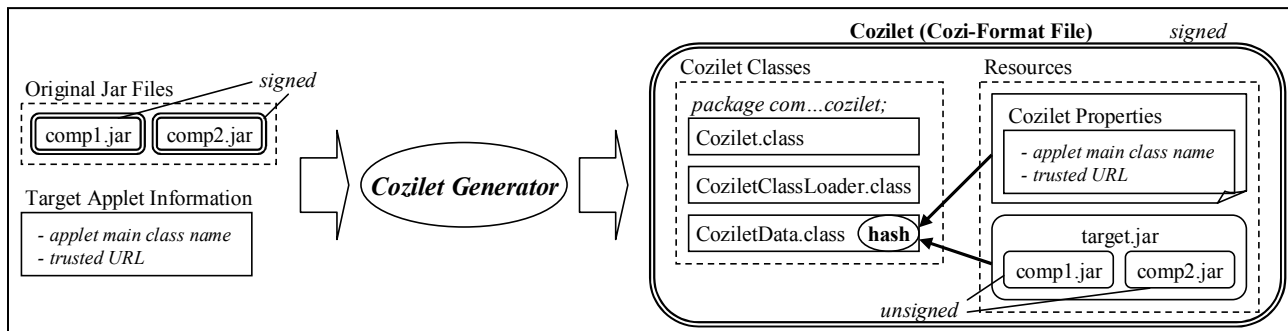 Cozilet (Cozi-Format File) signed
Original Jar Files
signed
comp1.jar comp2.jar
Target Applet Information
- applet main class name
- trusted URL
Cozilet Generator
Cozilet Classes
package com...cozilet;
Cozilet.class
CoziletClassLoader.class
CoziletData.class hash
Resources
Cozilet Properties
- applet main class name
- trusted URL
target.jar
comp1.jar comp2.jar
unsigned